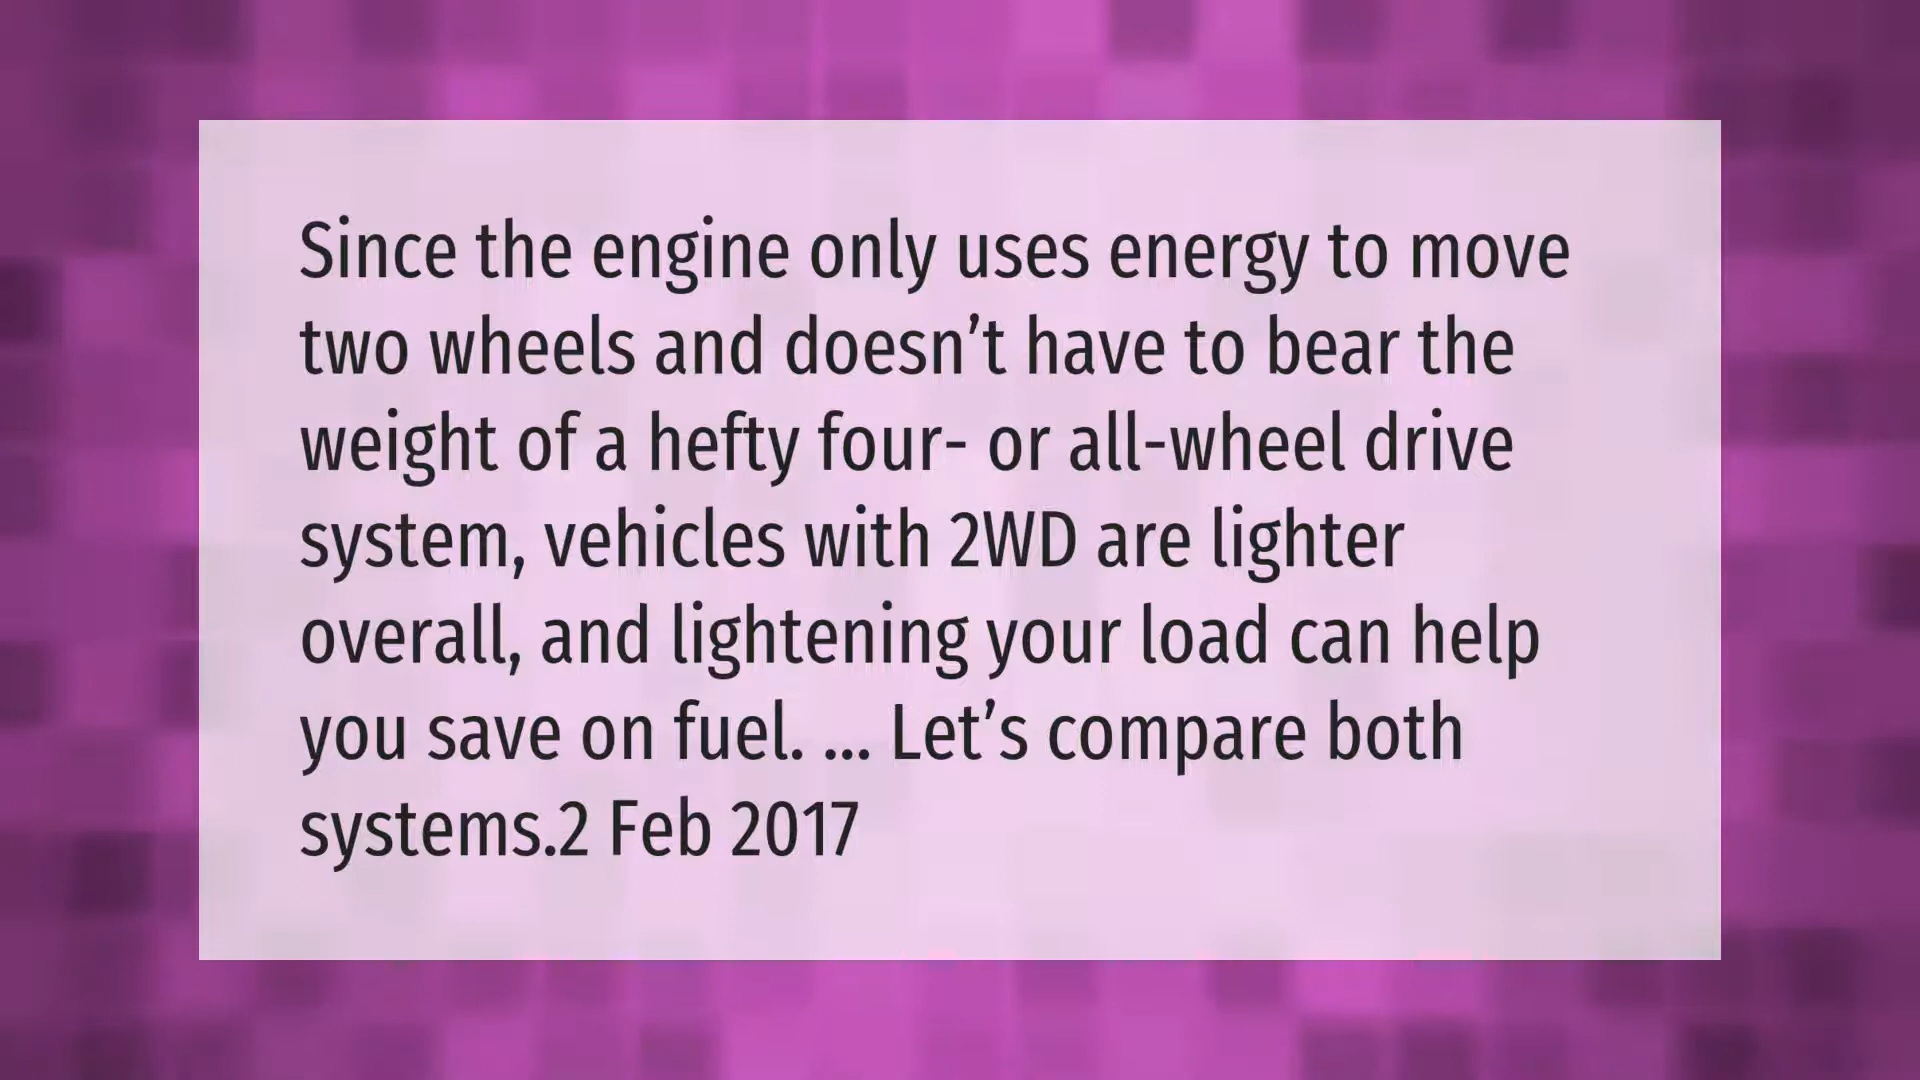 Since the engine only uses energy to move
two wheels and doesn’t have to bear the
weight of a hefty four- or all-wheel drive
system, vehicles with 2WD are lighter
overall, and lightening your load can help
you save on fuel. ... Let’s compare both
systems.2 Feb 2017